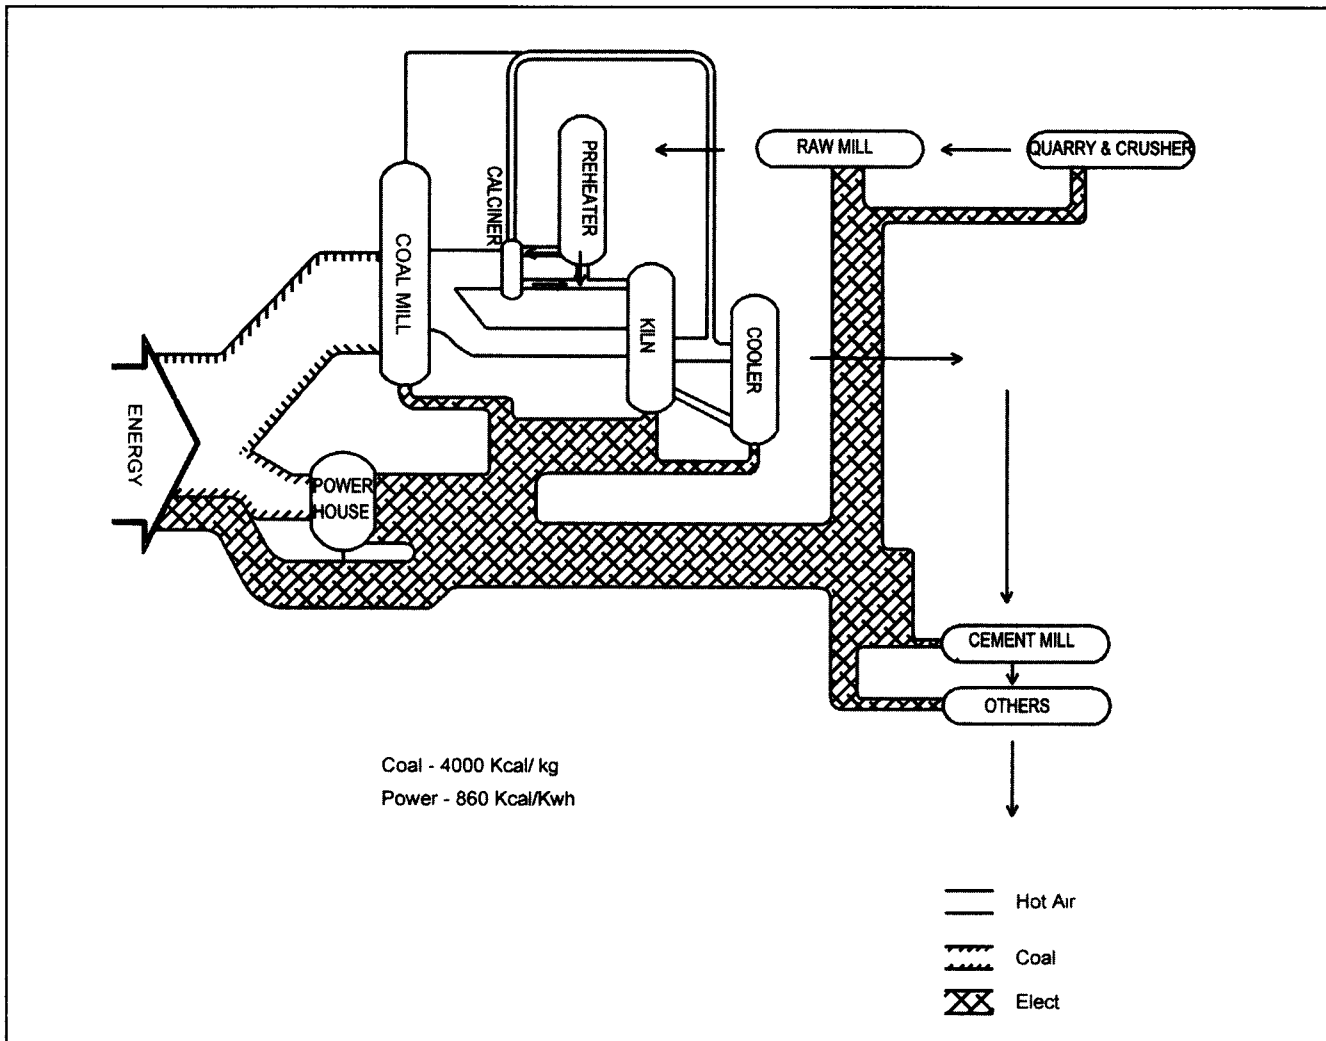 PREHEATER
RAW MILL
QUARRY & CRUSHER
CALCINER
COAL MILL
KILN
COOLER
ENERGY
POWER
HOUSE
CEMENT MILL
OTHERS
Coal - 4000 Kcal/ kg
Power - 860 Kcal/Kwh
Hot Air
Coal
Elect